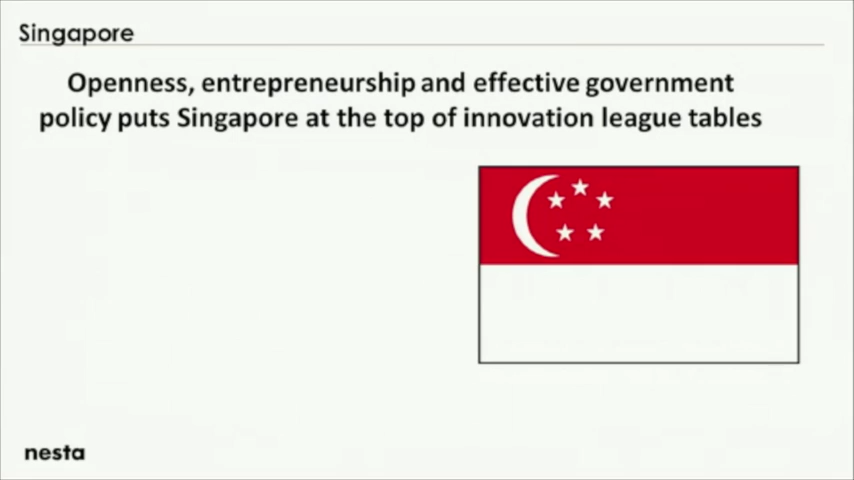 Singapore
Openness, entrepreneurship and effective government
policy puts Singapore at the top of innovation league tables
nesta